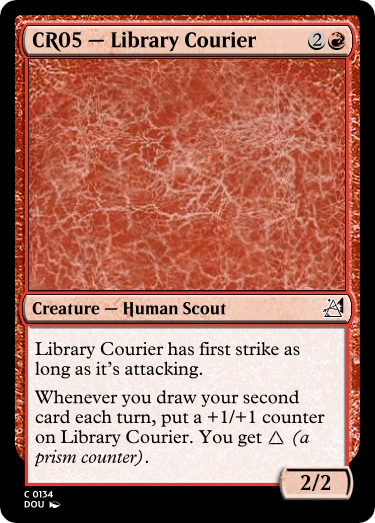 CR05 — Library Courier 2
Creature — Human Scout
Library Courier has first strike as
long as it's attacking.
Whenever you draw your second
card each turn, put a +1/+1 counter
on Library Courier. You get △ (a
prism counter).
2/2
C 0134
DOU